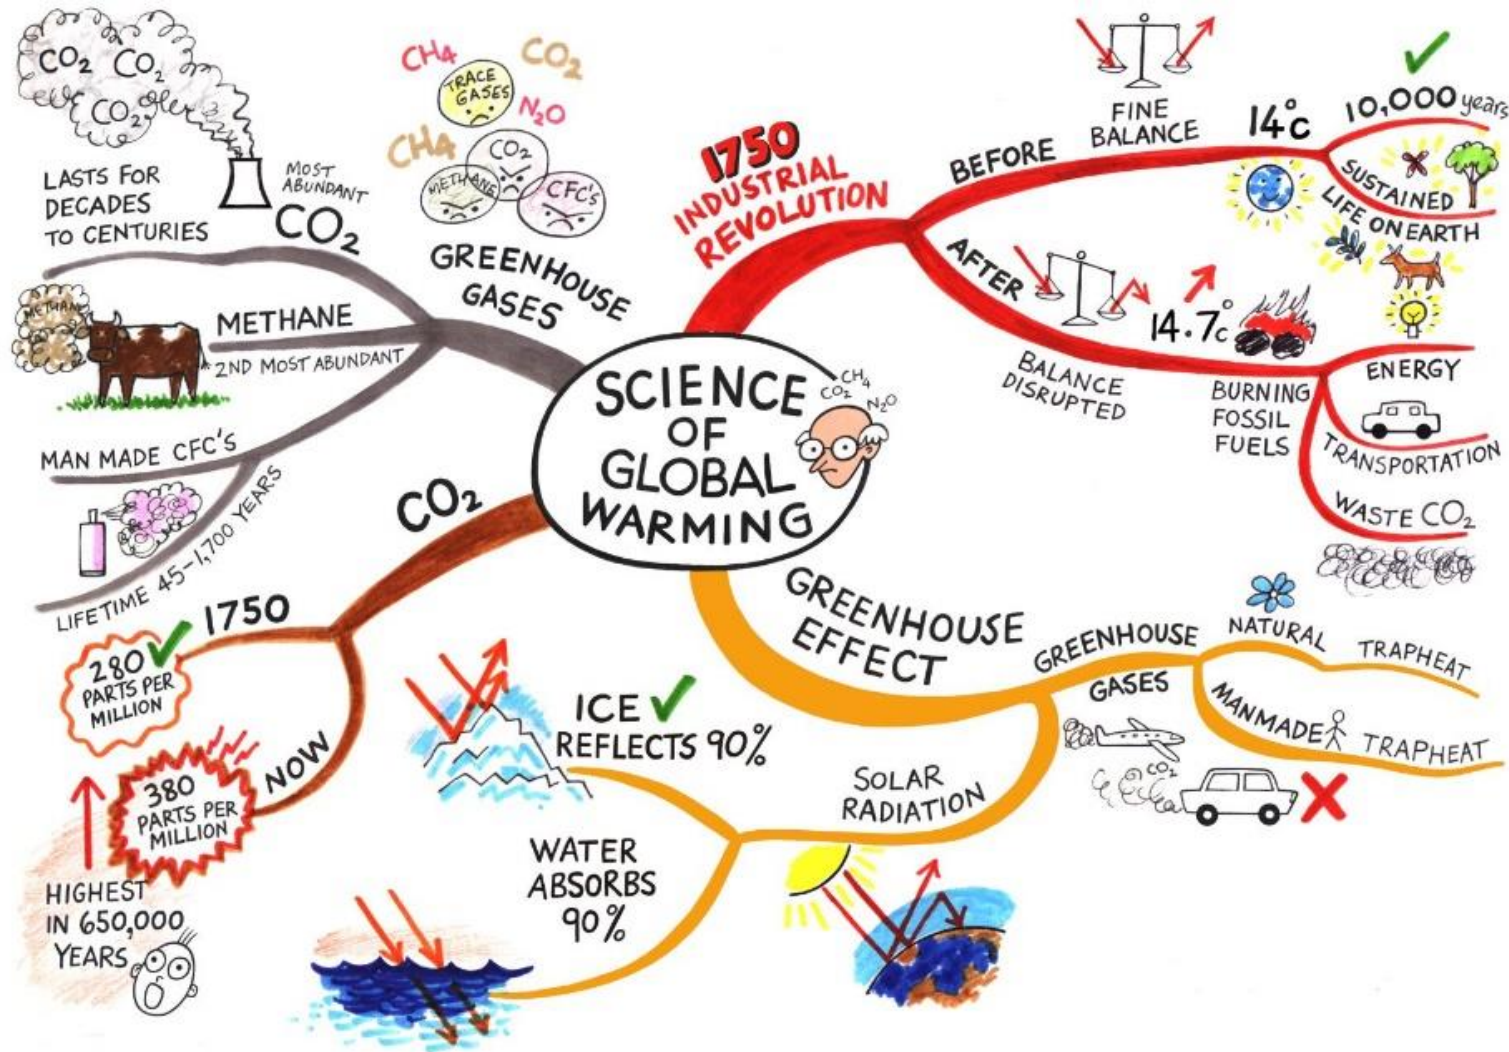 SCIENCE
OF
GLOBAL
WARMING
CH4
CO2
N2O
1750
INDUSTRIAL
REVOLUTION
BEFORE
FINE
BALANCE
14°C
10,000 years
SUSTAINED
LIFE ON EARTH
AFTER
BALANCE
DISRUPTED
14.7°C
BURNING
FOSSIL
FUELS
ENERGY
TRANSPORTATION
WASTE CO2
GREENHOUSE
EFFECT
GREENHOUSE
GASES
NATURAL
TRAPHEAT
MANMADE
TRAPHEAT
CO2
SOLAR
RADIATION
ICE
REFLECTS 90%
WATER
ABSORBS
90%
CO2
1750
280
PARTS PER
MILLION
NOW
380
PARTS PER
MILLION
HIGHEST
IN 650,000
YEARS
GREENHOUSE
GASES
CH4
CO2
TRACE
GASES
N2O
CH4
CO2
METHANE
CFC's
MOST
ABUNDANT
CO2
CO2
CO2
CO2
LASTS FOR
DECADES
TO CENTURIES
METHANE
METHANE
2ND MOST ABUNDANT
MAN MADE CFC'S
LIFETIME 45-1,700 YEARS